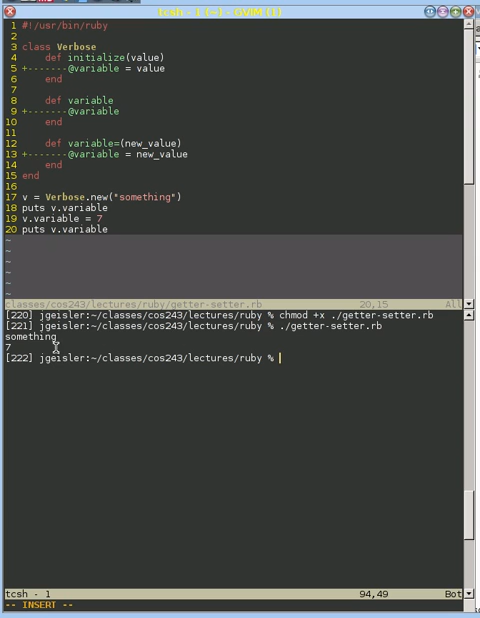 tcsh - 1 (~) - GVIM (1)
1 #!/usr/bin/ruby
2
3 class Verbose
4     def initialize(value)
5 +-------@variable = value
6     end
7
8     def variable
9 +-------@variable
10     end
11
12     def variable=(new_value)
13 +-------@variable = new_value
14     end
15 end
16
17 v = Verbose.new("something")
18 puts v.variable
19 v.variable = 7
20 puts v.variable
~
~
~
~
~
~
classes/cos243/lectures/ruby/getter-setter.rb 20,15 All
[220] jgeisler:~/classes/cos243/lectures/ruby % chmod +x ./getter-setter.rb
[221] jgeisler:~/classes/cos243/lectures/ruby % ./getter-setter.rb
something
7
[222] jgeisler:~/classes/cos243/lectures/ruby %
tcsh - 1 94,49 Bot
-- INSERT --